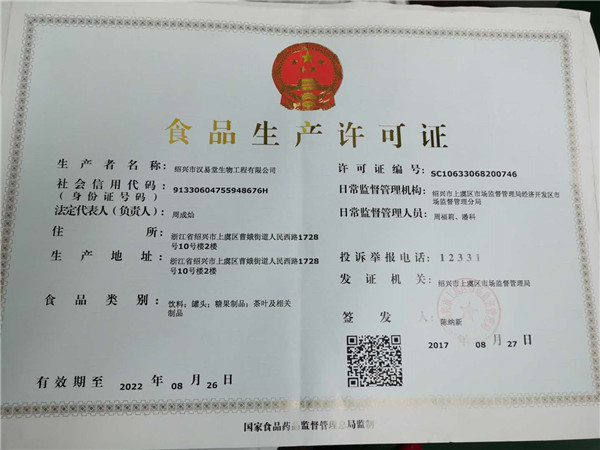 食品生产许可证
生产者名称： 绍兴市汉易堂生物工程有限公司
社会信用代码： 91330604755948676H
（身份证号码）
法定代表人（负责人）： 周成灿
住所： 浙江省绍兴市上虞区曹娥街道人民西路1728
号10号楼2楼
生产地址： 浙江省绍兴市上虞区曹娥街道人民西路1728
号10号楼2楼
食品类别： 饮料；罐头；糖果制品；茶叶及相关
制品
有效期至 2022 年 08 月 26 日
许可证编号： SC10633068200746
日常监督管理机构： 绍兴市上虞区市场监督管理局经济开发区市
场监督管理分局
日常监督管理人员： 周福莉、潘科
投诉举报电话：12331
发证机关： 绍兴市上虞区市场监督管理局
签发人： 陈纳新
2017 年 08 月 27 日
国家食品药品监督管理总局监制